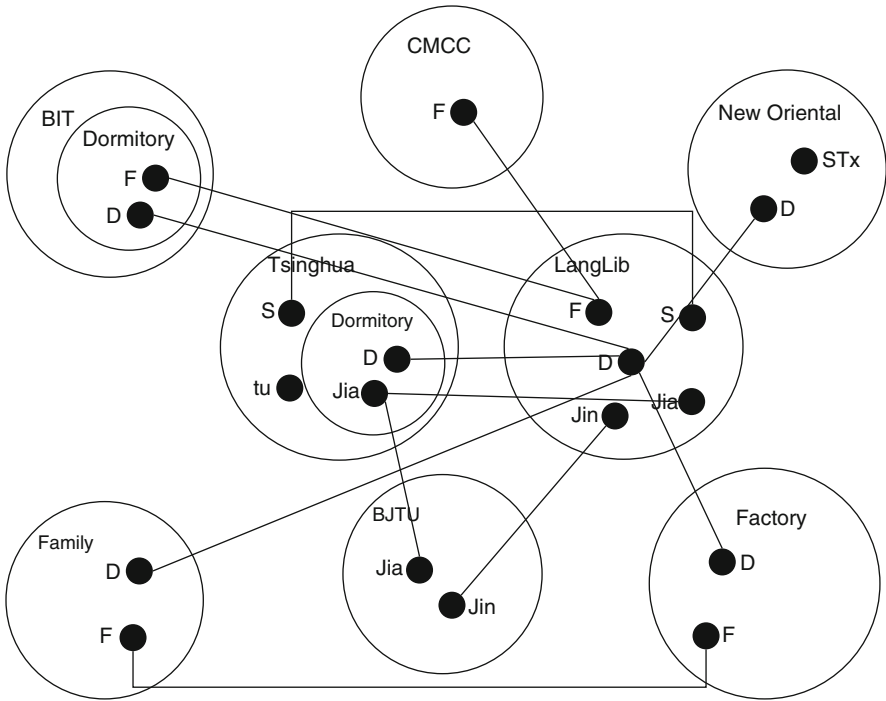 CMCC
F
BIT
Dormitory
F
D
New Oriental
STx
D
Tsinghua
S
Dormitory
D
tu
Jia
LangLib
F
S
D
Jia
Jin
Family
D
F
BJTU
Jia
Jin
Factory
D
F